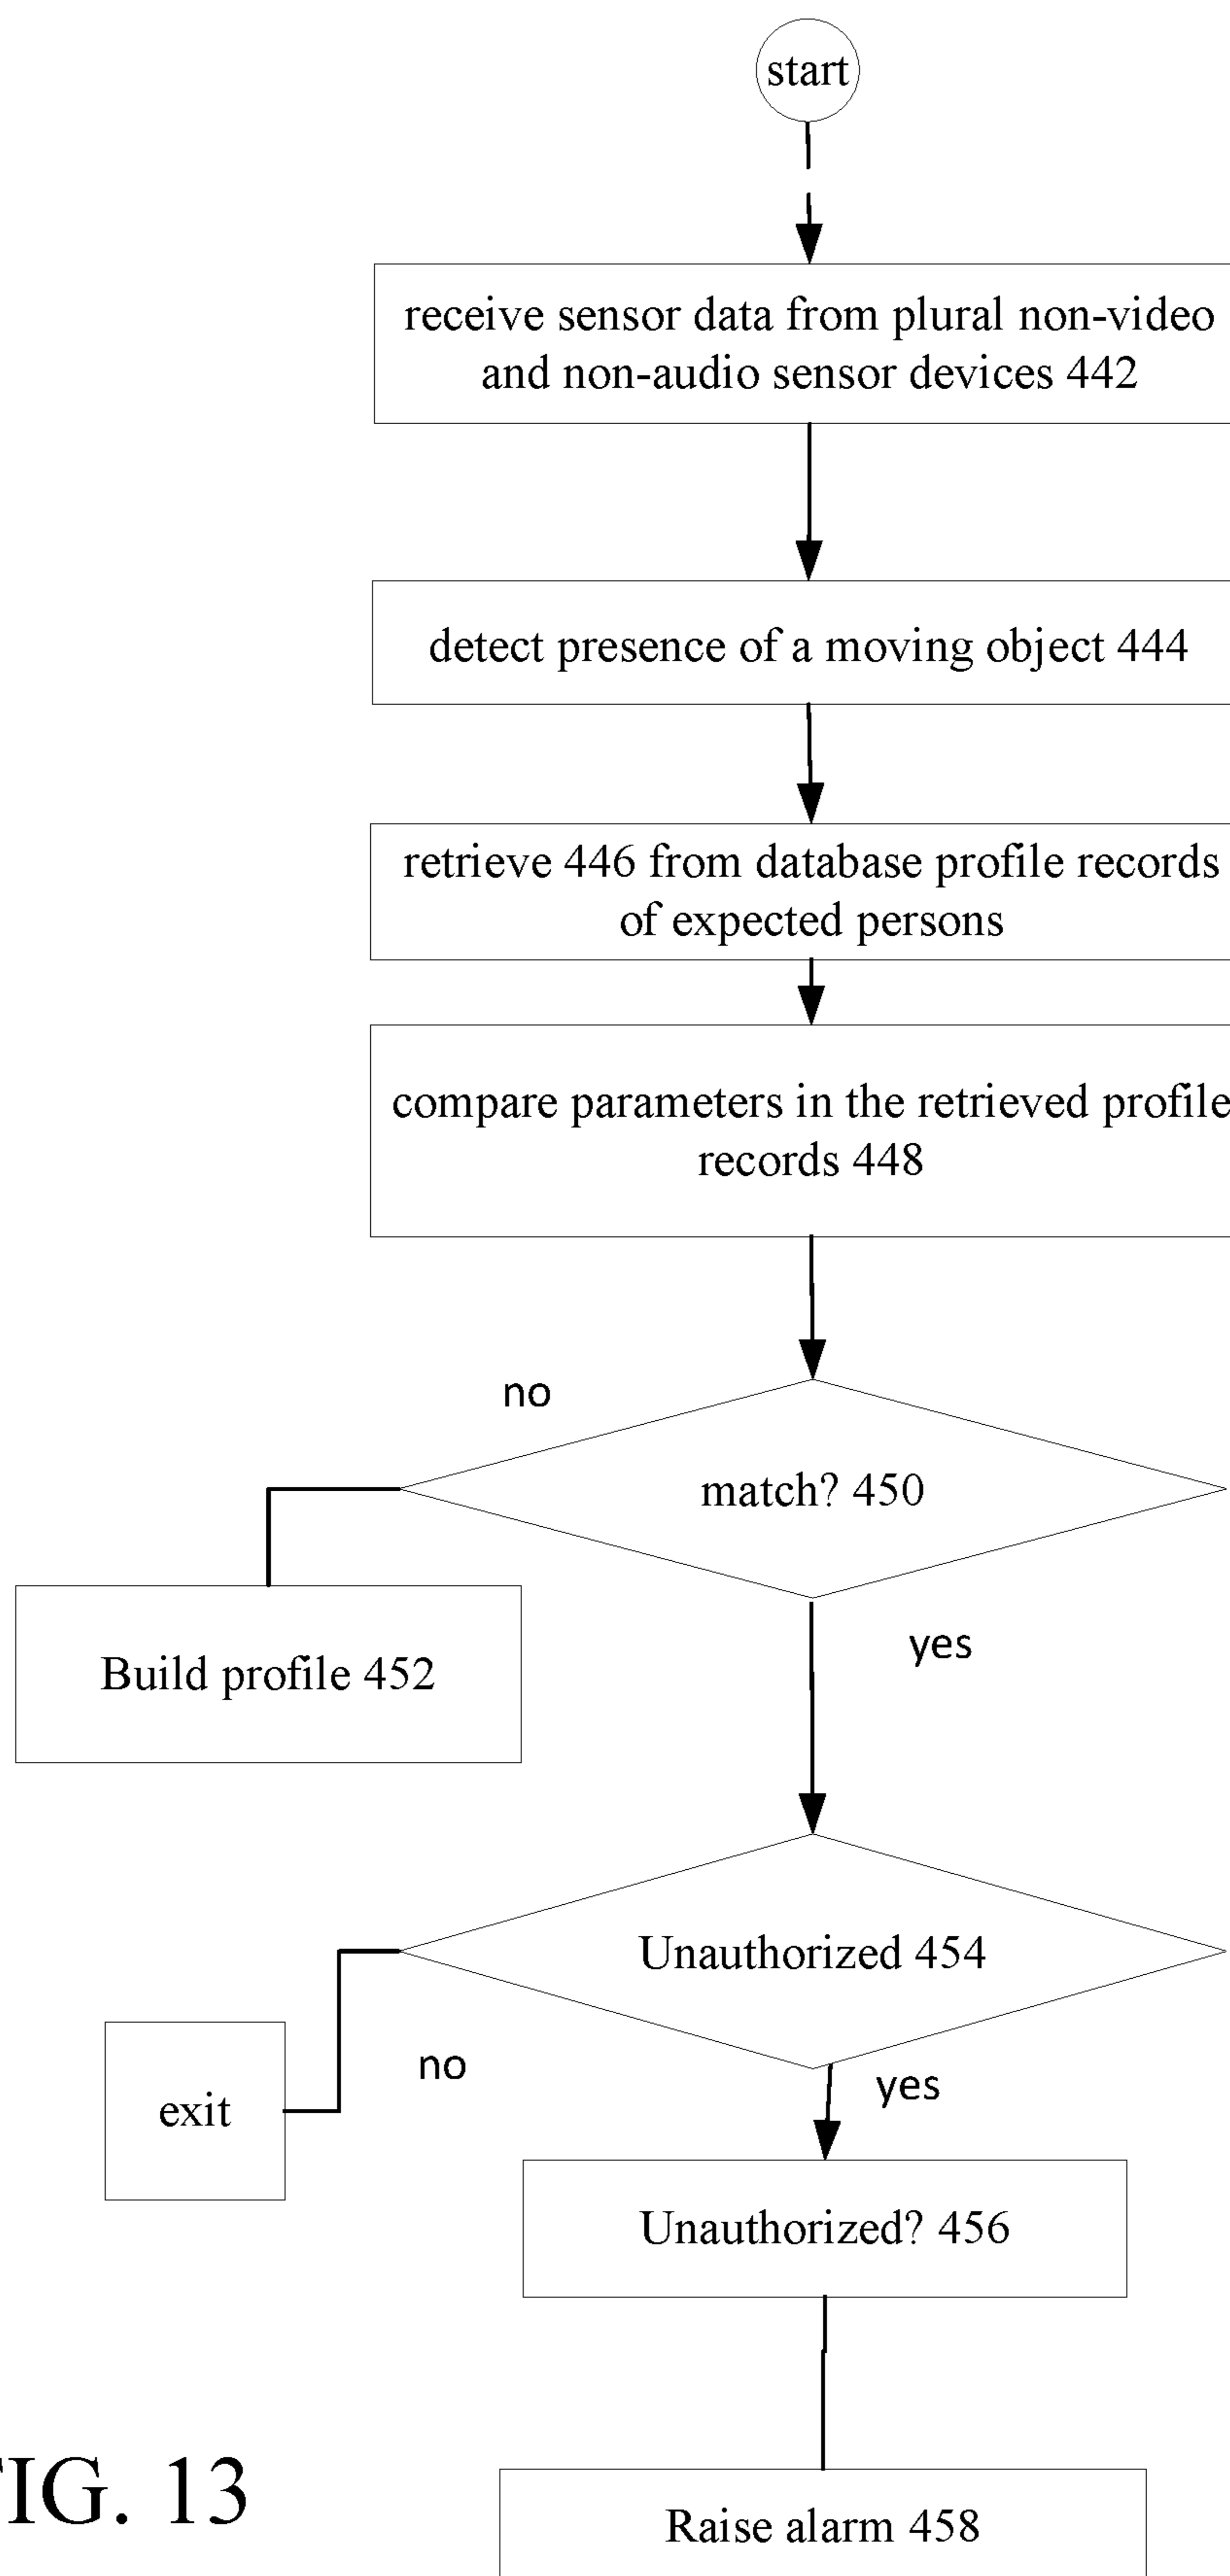 start
receive sensor data from plural non-video
and non-audio sensor devices 442
detect presence of a moving object 444
retrieve 446 from database profile records
of expected persons
compare parameters in the retrieved profile
records 448
no
match? 450
yes
Build profile 452
Unauthorized 454
no
yes
exit
Unauthorized? 456
FIG. 13
Raise alarm 458